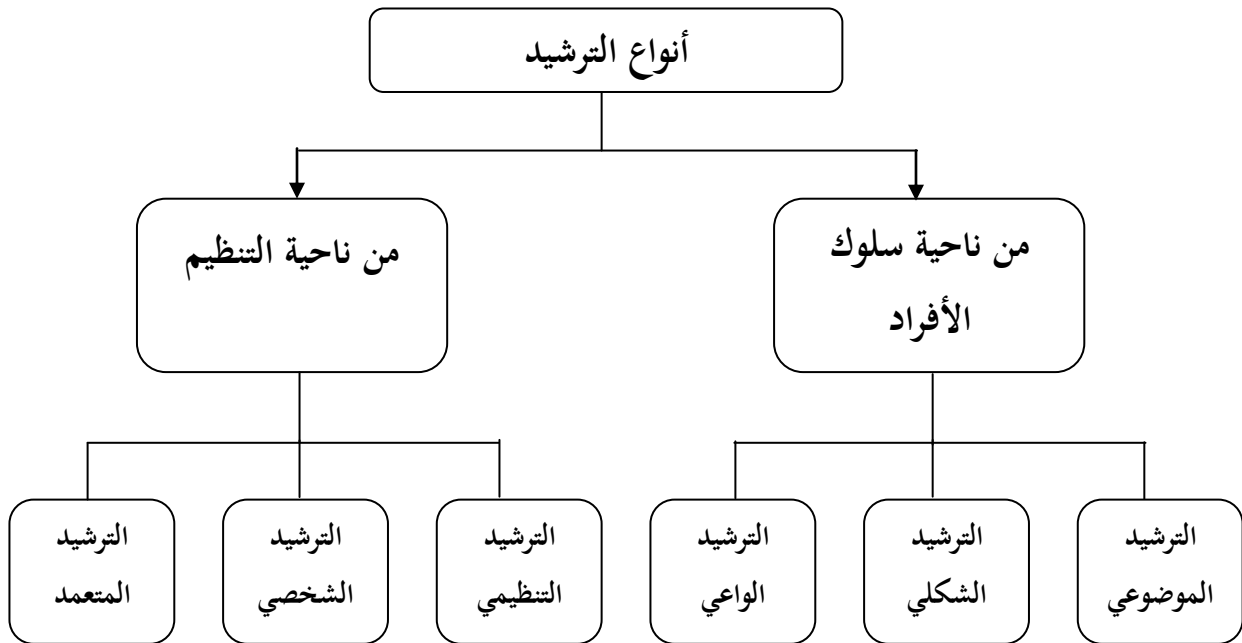 أنواع الترشيد
من ناحية سلوك
الأفراد
من ناحية التنظيم
الترشيد
الموضوعي
الترشيد
الشكلي
الترشيد
الواعي
الترشيد
التنظيمي
الترشيد
الشخصي
الترشيد
المتعمد